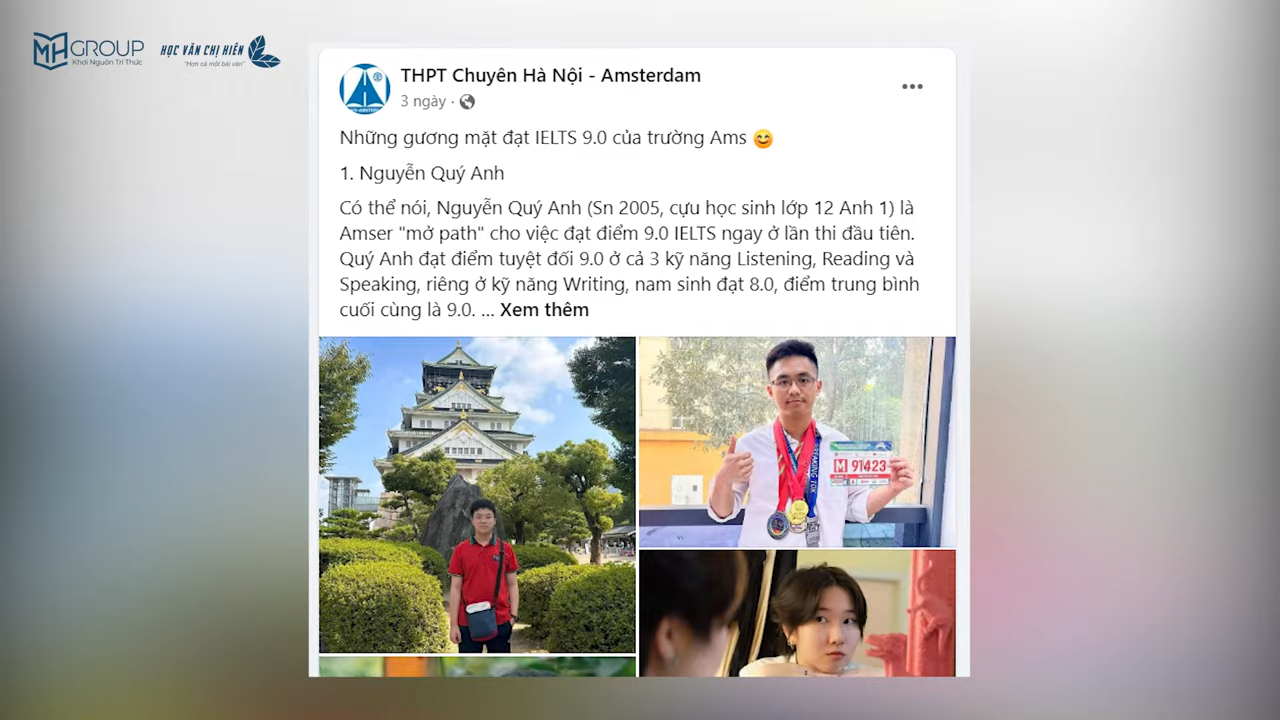 MH GROUP
Khơi Nguồn Tri Thức
HỌC VĂN CHỊ HIÊN
"Hơn cả một bài văn"
THPT Chuyên Hà Nội - Amsterdam
3 ngày ·
Những gương mặt đạt IELTS 9.0 của trường Ams 😊
1. Nguyễn Quý Anh
Có thể nói, Nguyễn Quý Anh (Sn 2005, cựu học sinh lớp 12 Anh 1) là
Amser "mở path" cho việc đạt điểm 9.0 IELTS ngay ở lần thi đầu tiên.
Quý Anh đạt điểm tuyệt đối 9.0 ở cả 3 kỹ năng Listening, Reading và
Speaking, riêng ở kỹ năng Writing, nam sinh đạt 8.0, điểm trung bình
cuối cùng là 9.0. ... Xem thêm
M 91423